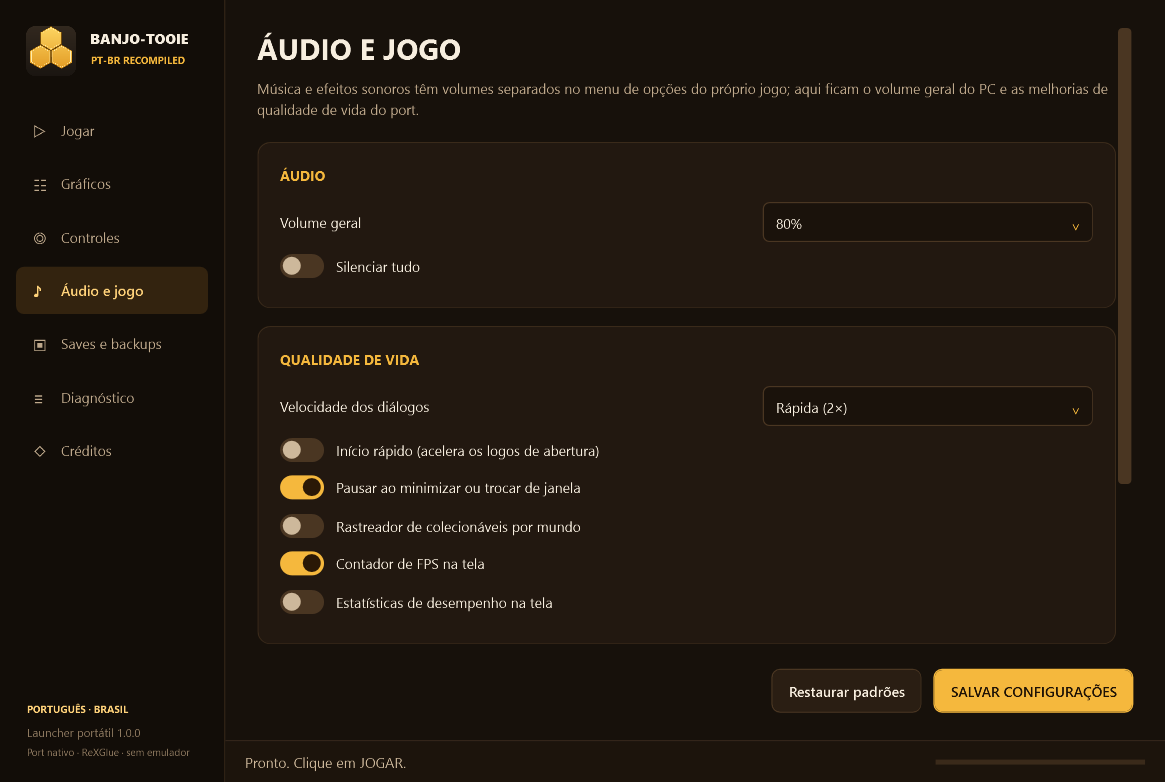 BANJO-TOOIE
PT-BR RECOMPILED
Jogar
Gráficos
Controles
Áudio e jogo
Saves e backups
Diagnóstico
Créditos
PORTUGUÊS · BRASIL
Launcher portátil 1.0.0
Port nativo · ReXGlue · sem emulador
ÁUDIO E JOGO
Música e efeitos sonoros têm volumes separados no menu de opções do próprio jogo; aqui ficam o volume geral do PC e as melhorias de
qualidade de vida do port.
ÁUDIO
Volume geral
80%
Silenciar tudo
QUALIDADE DE VIDA
Velocidade dos diálogos
Rápida (2×)
Início rápido (acelera os logos de abertura)
Pausar ao minimizar ou trocar de janela
Rastreador de colecionáveis por mundo
Contador de FPS na tela
Estatísticas de desempenho na tela
Restaurar padrões
SALVAR CONFIGURAÇÕES
Pronto. Clique em JOGAR.